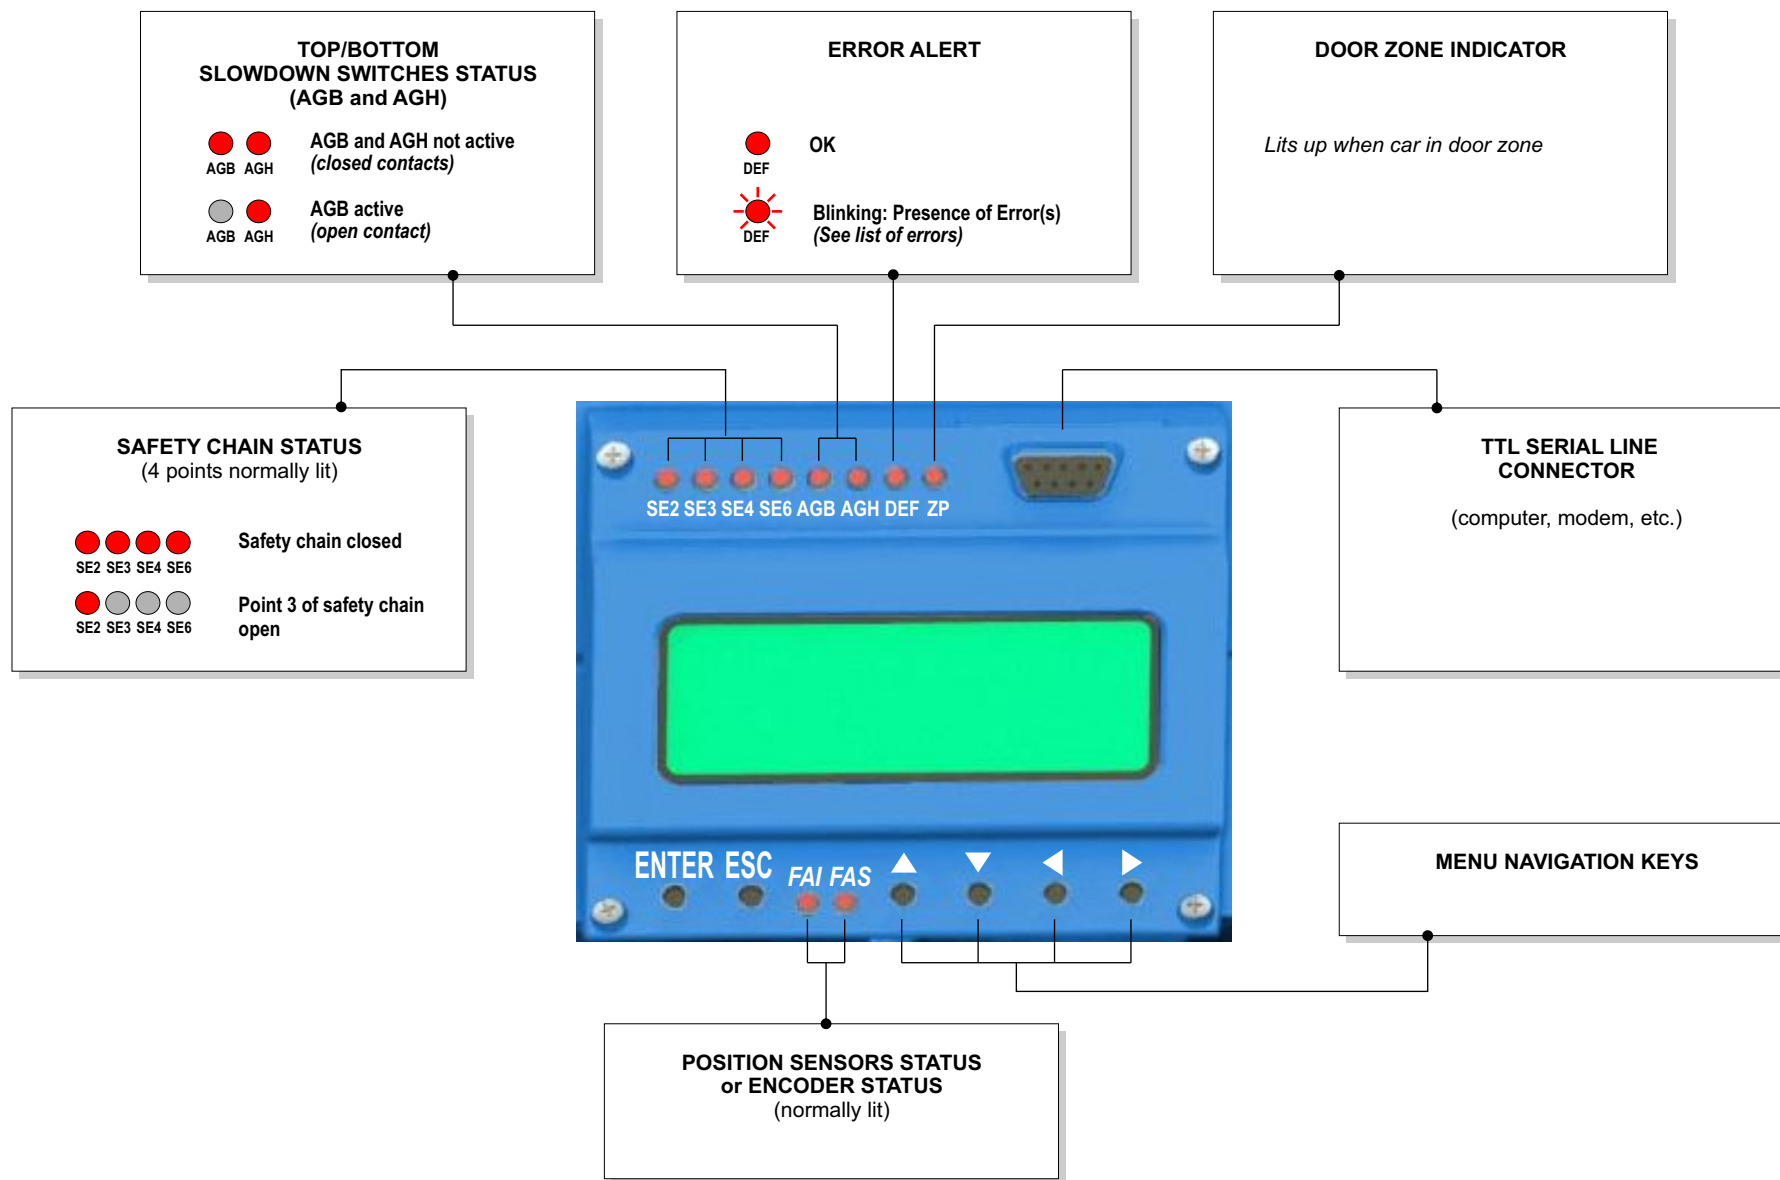 TOP/BOTTOM
SLOWDOWN SWITCHES STATUS
(AGB and AGH)
AGB AGH
AGB and AGH not active
(closed contacts)
AGB AGH
AGB active
(open contact)
ERROR ALERT
DEF
OK
DEF
Blinking: Presence of Error(s)
(See list of errors)
DOOR ZONE INDICATOR
Lits up when car in door zone
SAFETY CHAIN STATUS
(4 points normally lit)
SE2 SE3 SE4 SE6
Safety chain closed
SE2 SE3 SE4 SE6
Point 3 of safety chain
open
SE2 SE3 SE4 SE6 AGB AGH DEF ZP
TTL SERIAL LINE
CONNECTOR
(computer, modem, etc.)
ENTER ESC FAI FAS
MENU NAVIGATION KEYS
POSITION SENSORS STATUS
or ENCODER STATUS
(normally lit)